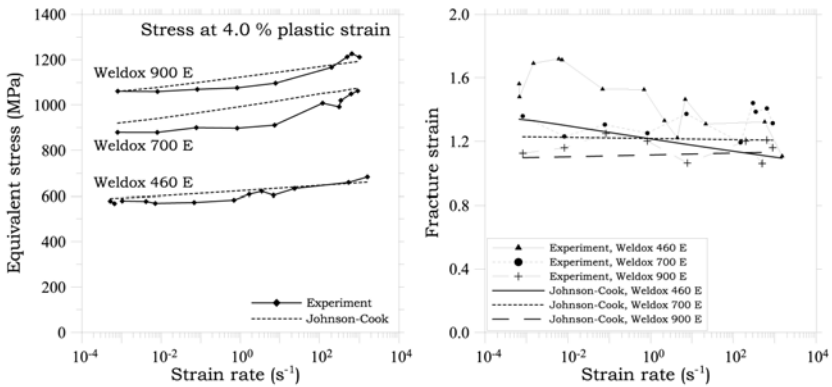 1400
1200
1000
800
600
400
200
0
Equivalent stress (MPa)
Stress at 4.0 % plastic strain
Weldox 900 E
Weldox 700 E
Weldox 460 E
Experiment
Johnson-Cook
10-4
10-2
100
102
104
Strain rate (s-1)
2.0
1.6
1.2
0.8
0.4
0.0
Fracture strain
Experiment, Weldox 460 E
Experiment, Weldox 700 E
Experiment, Weldox 900 E
Johnson-Cook, Weldox 460 E
Johnson-Cook, Weldox 700 E
Johnson-Cook, Weldox 900 E
10-4
10-2
100
102
104
Strain rate (s-1)